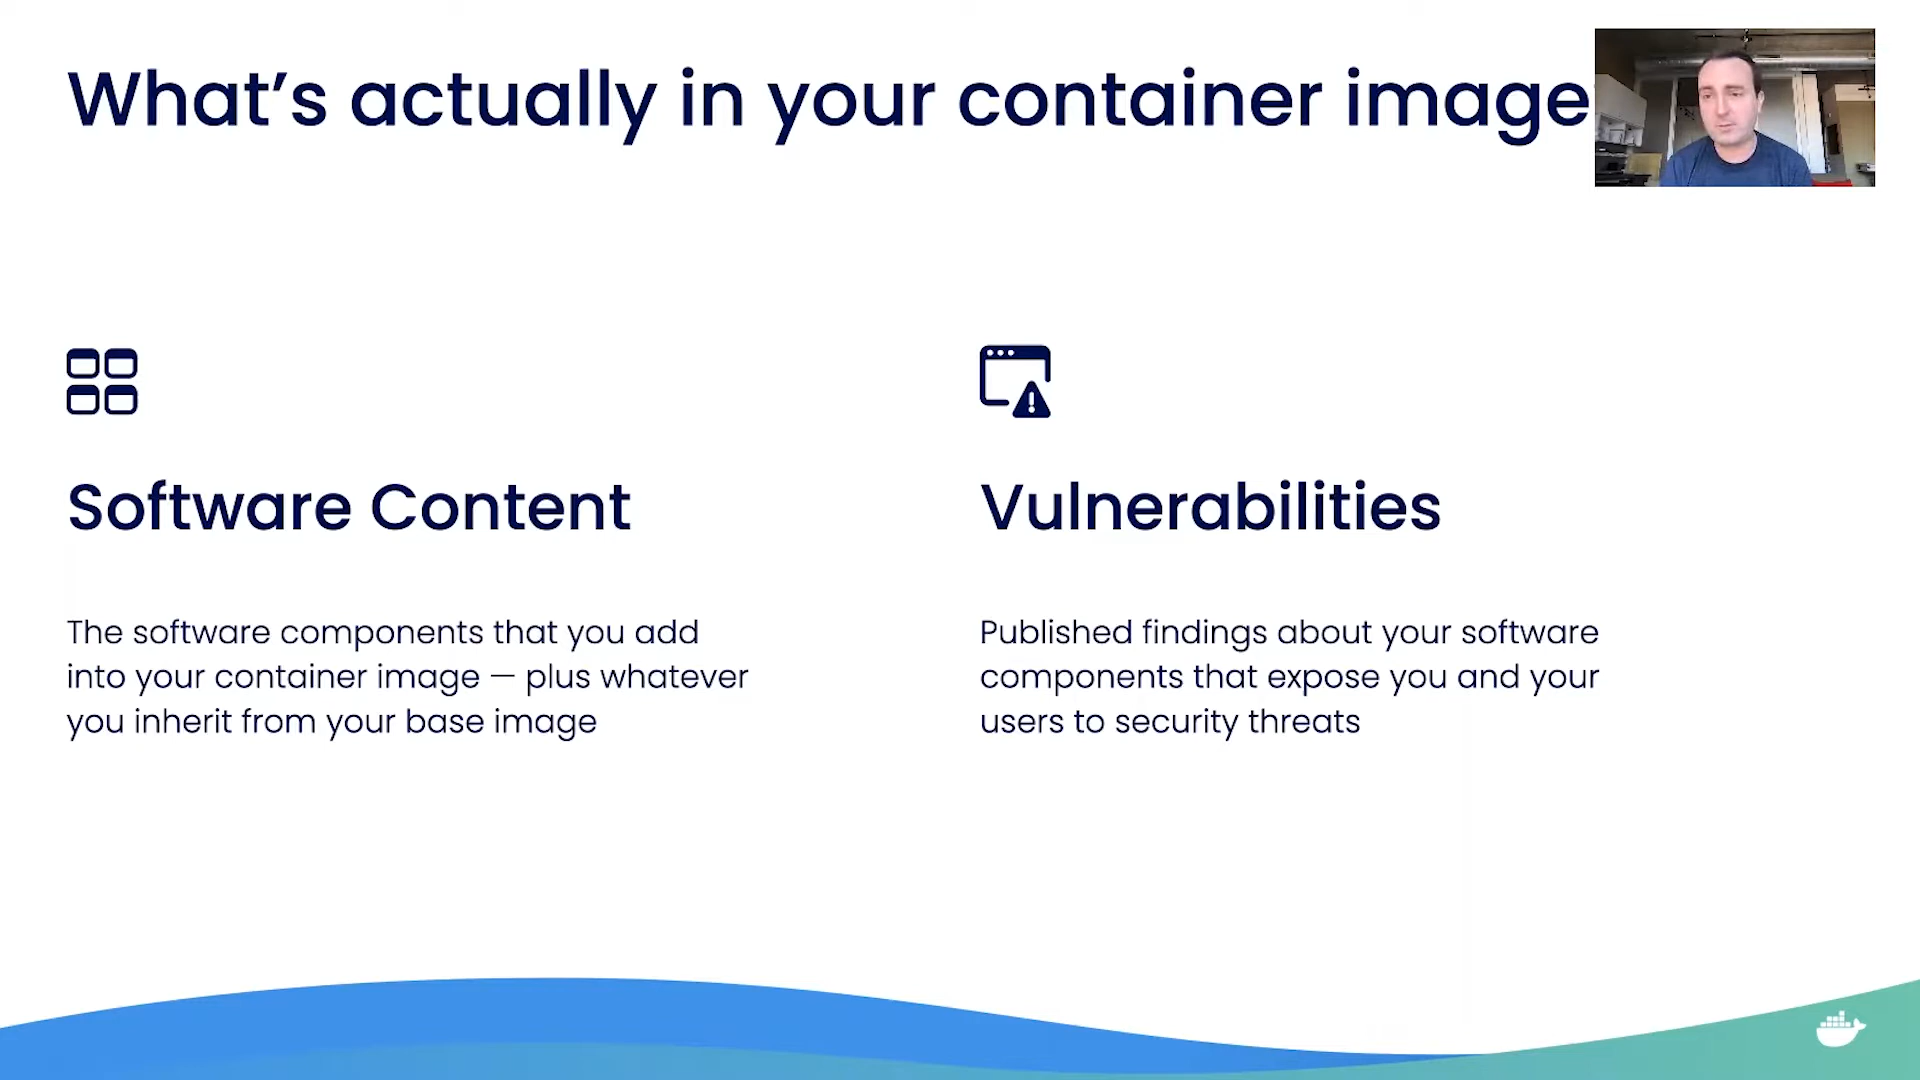 What’s actually in your container image
Software Content
The software components that you add
into your container image — plus whatever
you inherit from your base image
Vulnerabilities
Published findings about your software
components that expose you and your
users to security threats